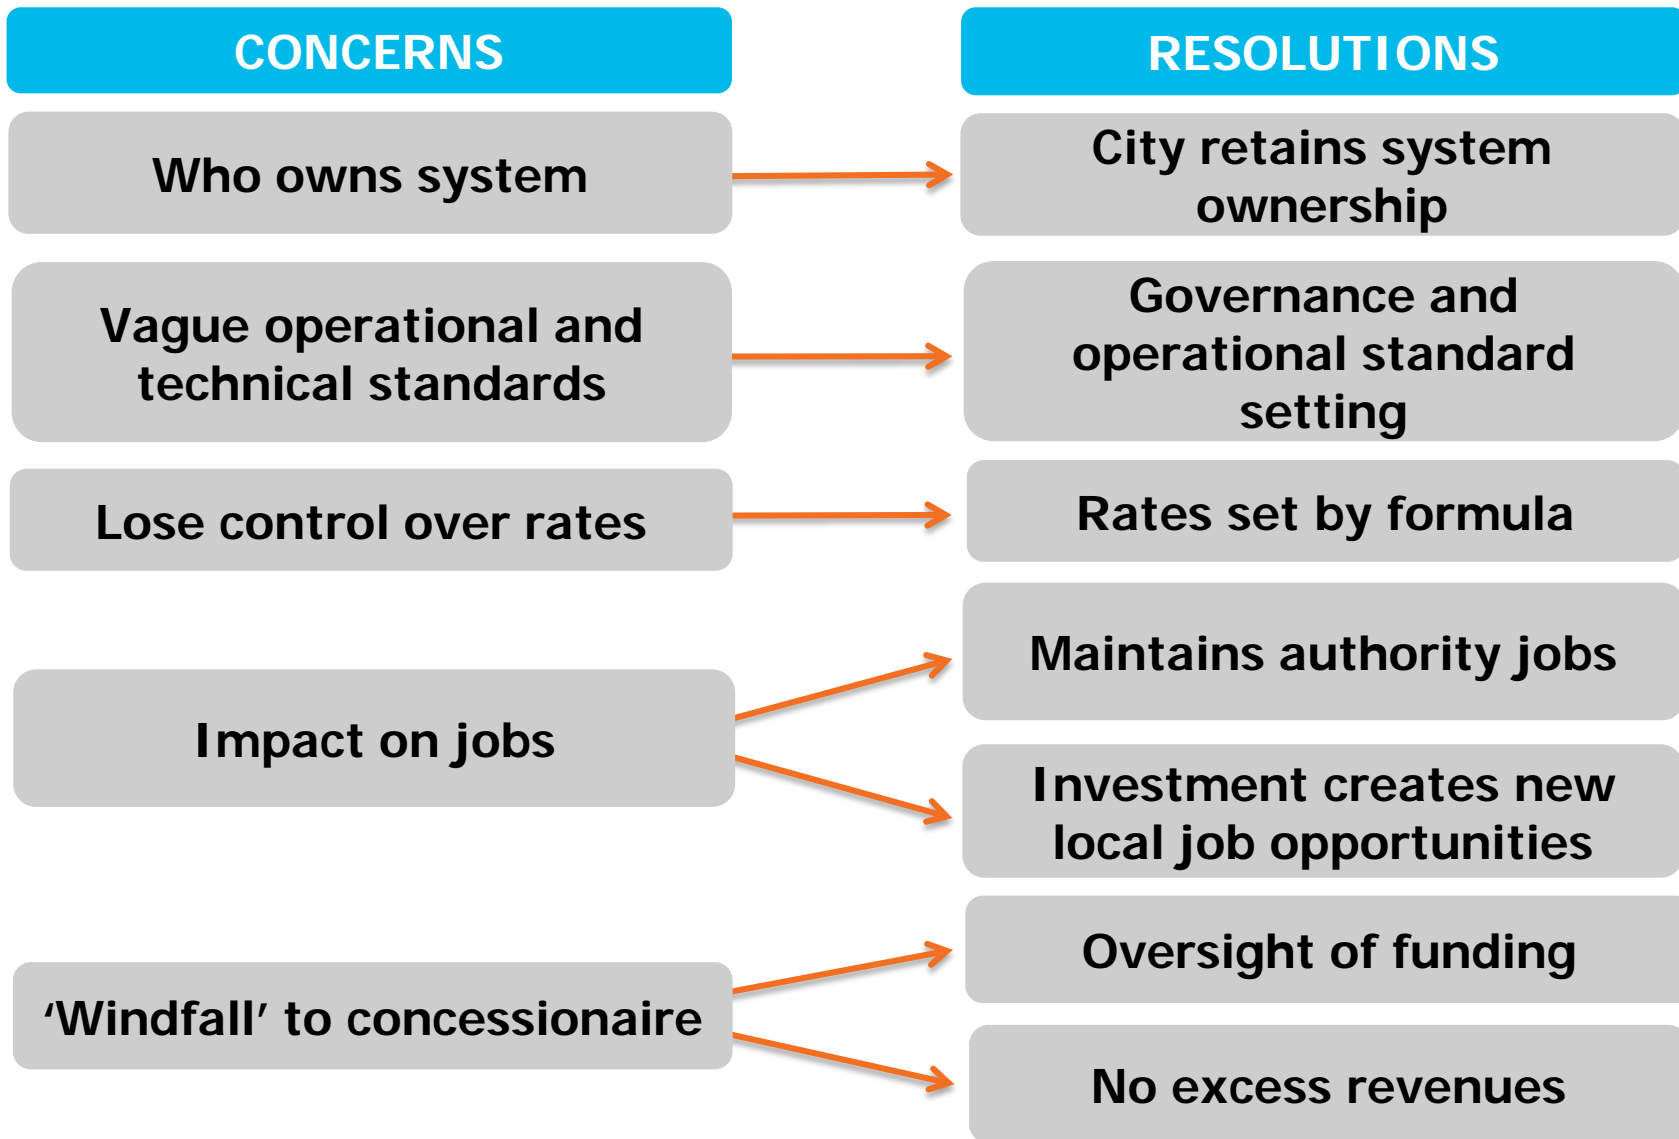 CONCERNS
RESOLUTIONS
Who owns system
City retains system
ownership
Vague operational and
technical standards
Governance and
operational standard
setting
Lose control over rates
Rates set by formula
Impact on jobs
Maintains authority jobs
Investment creates new
local job opportunities
‘Windfall’ to concessionaire
Oversight of funding
No excess revenues